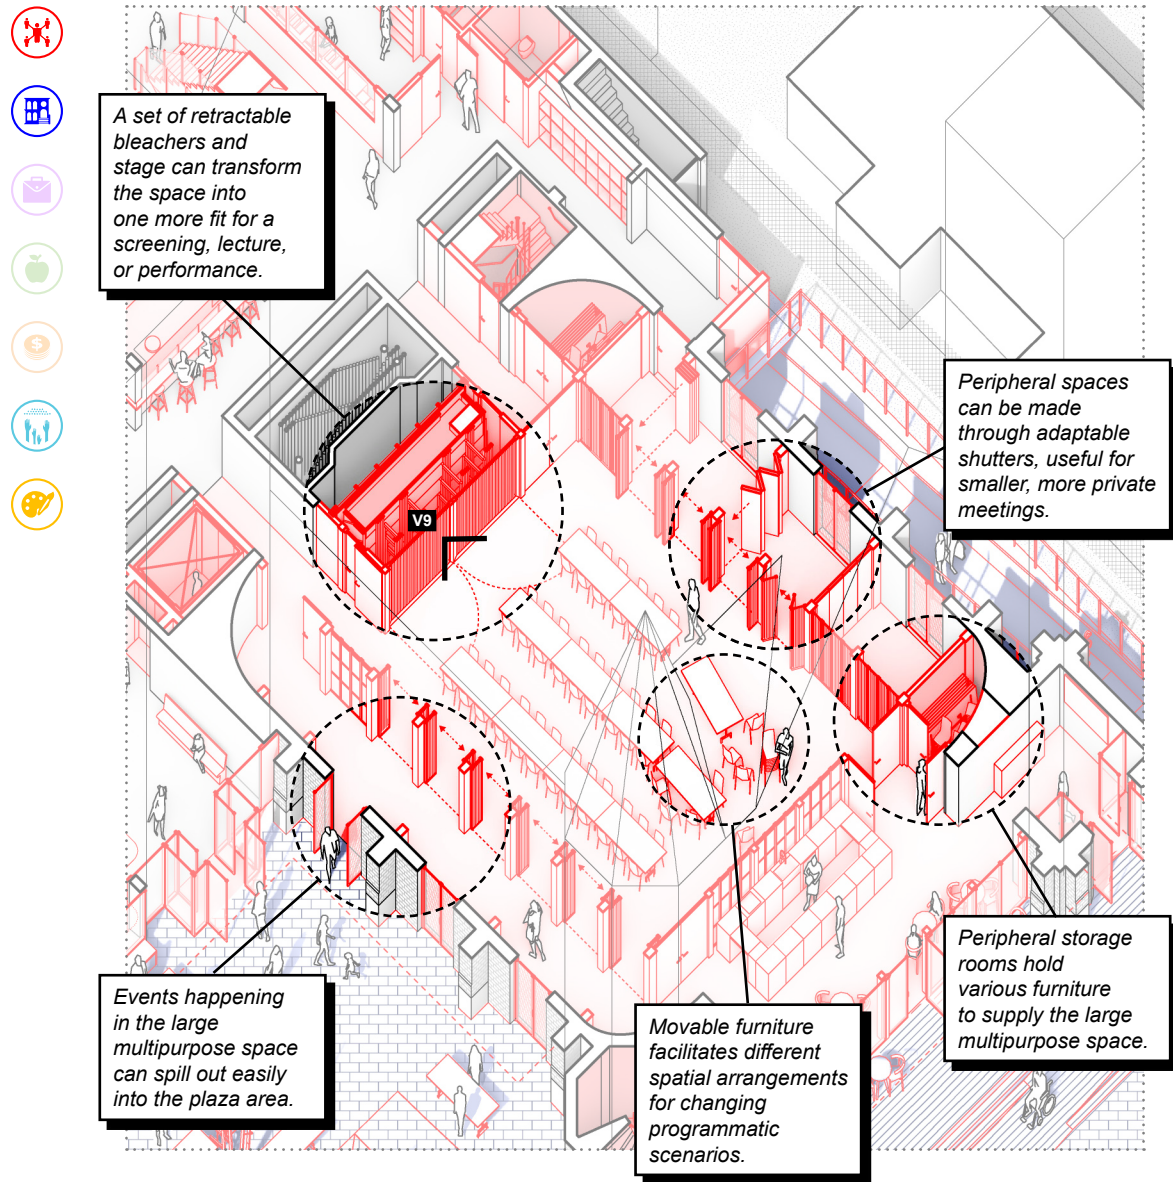 A set of retractable
bleachers and
stage can transform
the space into
one more fit for a
screening, lecture,
or performance.
Peripheral spaces
can be made
through adaptable
shutters, useful for
smaller, more private
meetings.
$
V9
Events happening
in the large
multipurpose space
can spill out easily
into the plaza area.
Movable furniture
facilitates different
spatial arrangements
for changing
programmatic
scenarios.
Peripheral storage
rooms hold
various furniture
to supply the large
multipurpose space.